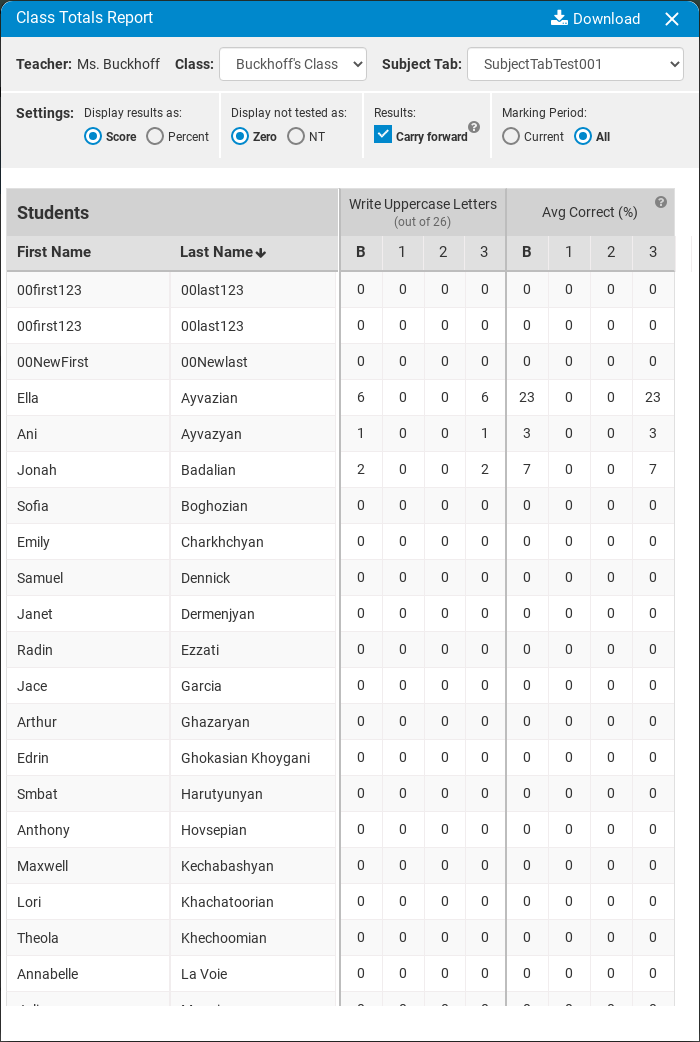 Class Totals Report Download
Teacher: Ms. Buckhoff Class: Buckhoff's Class Subject Tab: SubjectTabTest001
Settings: Display results as: Display not tested as: Results: Marking Period:
Score Percent Zero NT Carry forward ? Current All
Students Write Uppercase Letters Avg Correct (%) ?
(out of 26)
First Name Last Name B 1 2 3 B 1 2 3
00first123 00last123 0 0 0 0 0 0 0 0
00first123 00last123 0 0 0 0 0 0 0 0
00NewFirst 00Newlast 0 0 0 0 0 0 0 0
Ella Ayvazian 6 0 0 6 23 0 0 23
Ani Ayvazyan 1 0 0 1 3 0 0 3
Jonah Badalian 2 0 0 2 7 0 0 7
Sofia Boghozian 0 0 0 0 0 0 0 0
Emily Charkhchyan 0 0 0 0 0 0 0 0
Samuel Dennick 0 0 0 0 0 0 0 0
Janet Dermenjyan 0 0 0 0 0 0 0 0
Radin Ezzati 0 0 0 0 0 0 0 0
Jace Garcia 0 0 0 0 0 0 0 0
Arthur Ghazaryan 0 0 0 0 0 0 0 0
Edrin Ghokasian Khoygani 0 0 0 0 0 0 0 0
Smbat Harutyunyan 0 0 0 0 0 0 0 0
Anthony Hovsepian 0 0 0 0 0 0 0 0
Maxwell Kechabashyan 0 0 0 0 0 0 0 0
Lori Khachatoorian 0 0 0 0 0 0 0 0
Theola Khechoomian 0 0 0 0 0 0 0 0
Annabelle La Voie 0 0 0 0 0 0 0 0